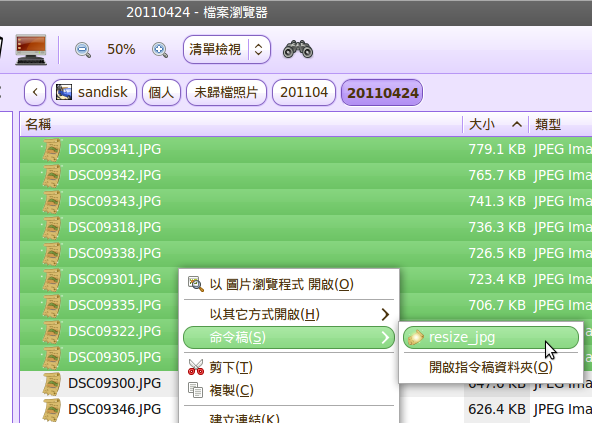 20110424 - 檔案瀏覽器
50% 清單檢視
sandisk 個人 未歸檔照片 201104 20110424
名稱 大小 類型
DSC09341.JPG 779.1 KB JPEG Ima
DSC09342.JPG 765.7 KB JPEG Ima
DSC09343.JPG 741.3 KB JPEG Ima
DSC09318.JPG 736.3 KB JPEG Ima
DSC09338.JPG 726.5 KB JPEG Ima
DSC09301.JPG 723.4 KB JPEG Ima
DSC09335.JPG 706.7 KB JPEG Ima
DSC09322.JPG
DSC09305.JPG
DSC09300.JPG 647.6 KB JPEG Ima
DSC09346.JPG 626.4 KB JPEG Ima
以 圖片瀏覽程式 開啟(O)
以其它方式開啟(H)
命令稿(S)
剪下(T)
複製(C)
建立連結(K)
resize_jpg
開啟指令稿資料夾(O)